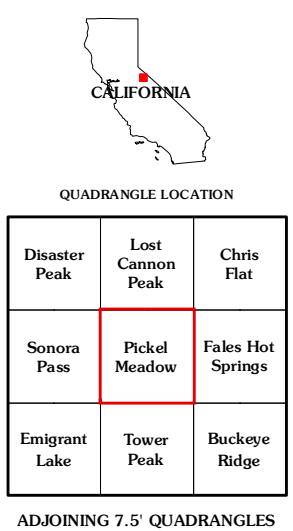 CALIFORNIA
QUADRANGLE LOCATION
Disaster
Peak
Lost
Cannon
Peak
Chris
Flat
Sonora
Pass
Pickel
Meadow
Fales Hot
Springs
Emigrant
Lake
Tower
Peak
Buckeye
Ridge
ADJOINING 7.5' QUADRANGLES